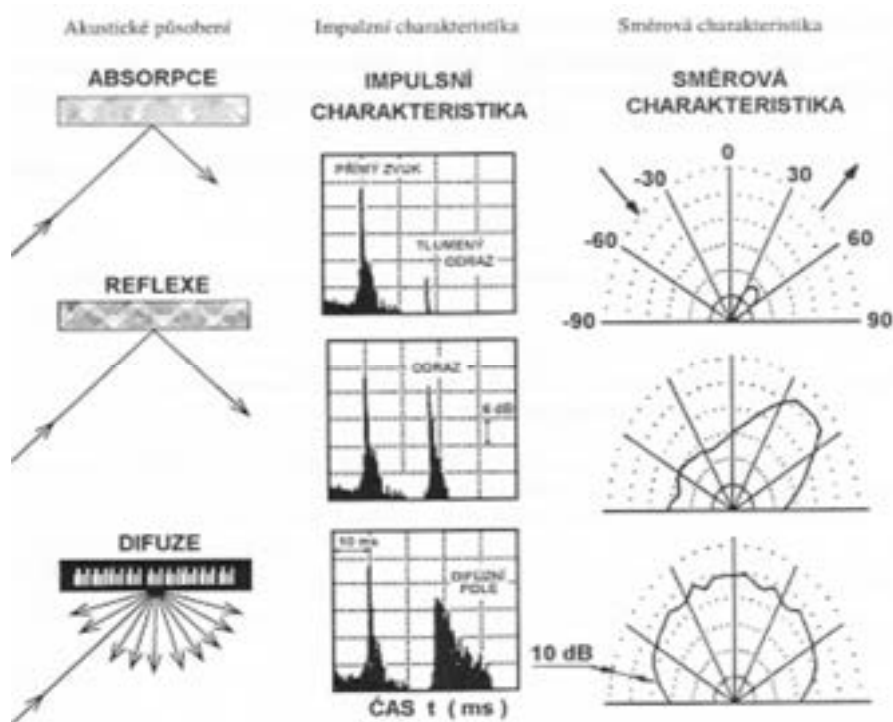 Akustické působení
Impulzní charakteristika
Směrová charakteristika
ABSORPCE
IMPULSNÍ
CHARAKTERISTIKA
SMĚROVÁ
CHARAKTERISTIKA
PŘÍMÝ ZVUK
TLUMENÝ
ODRAZ
0
-30
30
-60
60
-90
90
REFLEXE
ODRAZ
6 dB
DIFUZE
10 ms
DIFÚZNÍ
POLE
10 dB
ČAS t (ms)